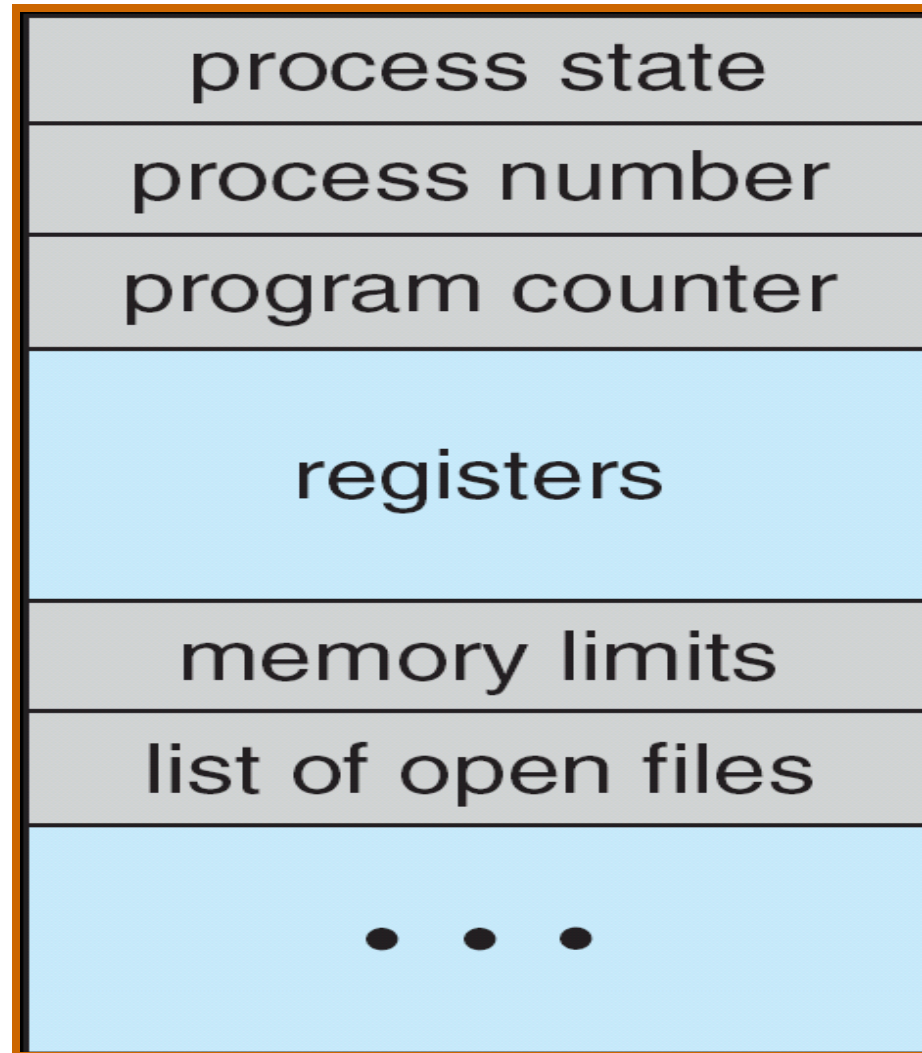 process state
process number
program counter
registers
memory limits
list of open files
• • •